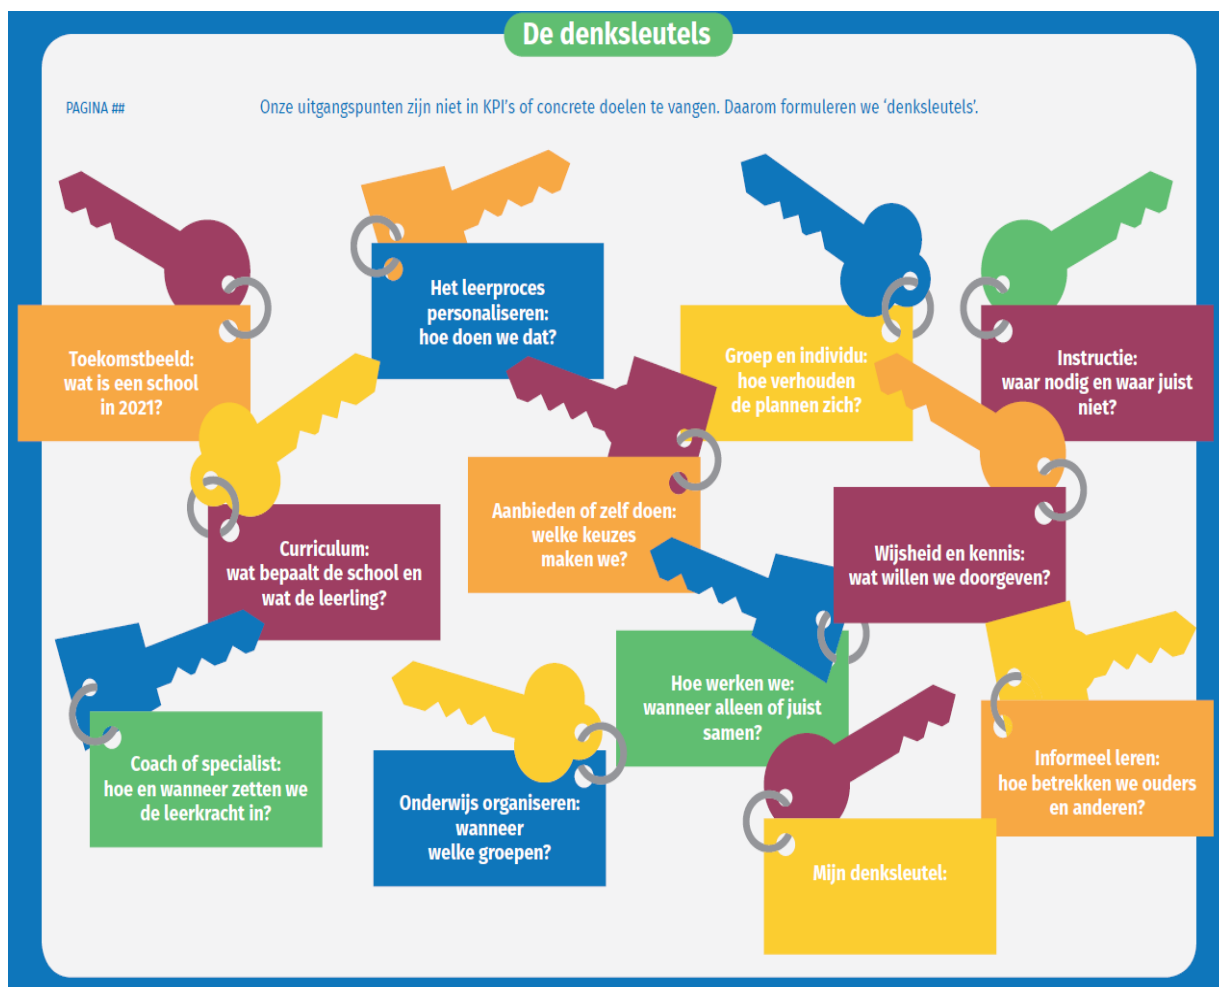 De denksleutels
PAGINA ##
Onze uitgangspunten zijn niet in KPI's of concrete doelen te vangen. Daarom formuleren we ‘denksleutels’.
Toekomstbeeld:
wat is een school
in 2021?
Het leerproces
personaliseren:
hoe doen we dat?
Groep en individu:
hoe verhouden
de plannen zich?
Instructie:
waar nodig en waar juist
niet?
Curriculum:
wat bepaalt de school en
wat de leerling?
Aanbieden of zelf doen:
welke keuzes
maken we?
Wijsheid en kennis:
wat willen we doorgeven?
Coach of specialist:
hoe en wanneer zetten we
de leerkracht in?
Onderwijs organiseren:
wanneer
welke groepen?
Hoe werken we:
wanneer alleen of juist
samen?
Informeel leren:
hoe betrekken we ouders
en anderen?
Mijn denksleutel: